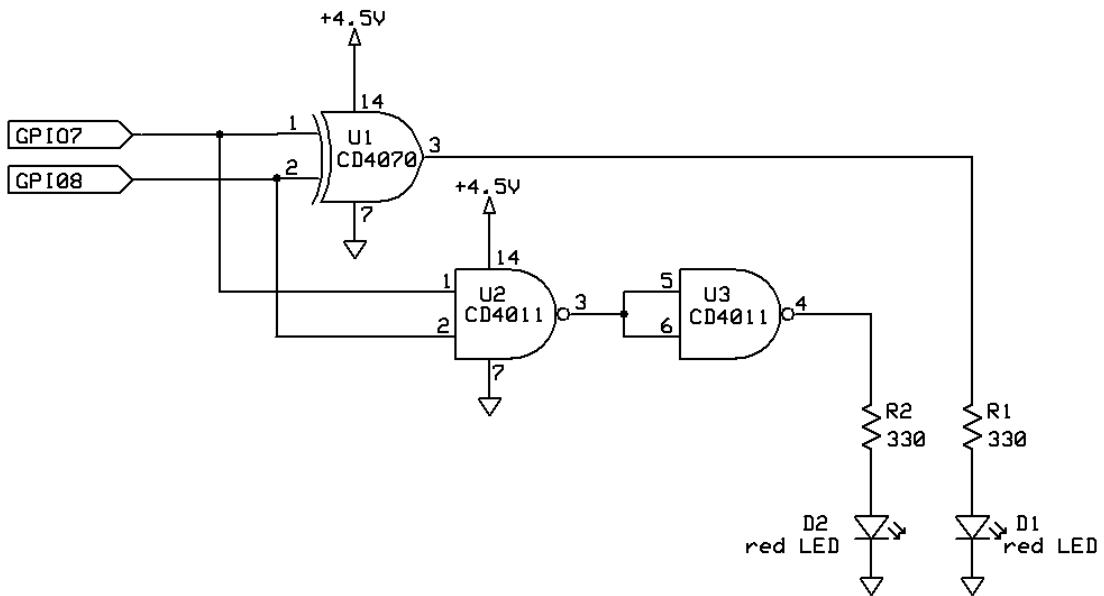 +4.5V
14
GPIO7
1
U1
CD4070
3
GPIO8
2
7
+4.5V
14
1
U2
CD4011
3
2
7
5
U3
CD4011
4
6
R2
330
R1
330
D2
red LED
D1
red LED